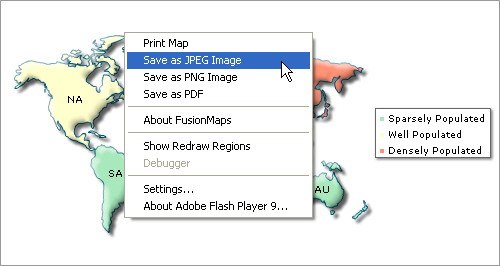 Print Map
Save as JPEG Image
Save as PNG Image
Save as PDF
About FusionMaps
Show Redraw Regions
Debugger
Settings...
About Adobe Flash Player 9...
NA
SA
AU
Sparsely Populated
Well Populated
Densely Populated